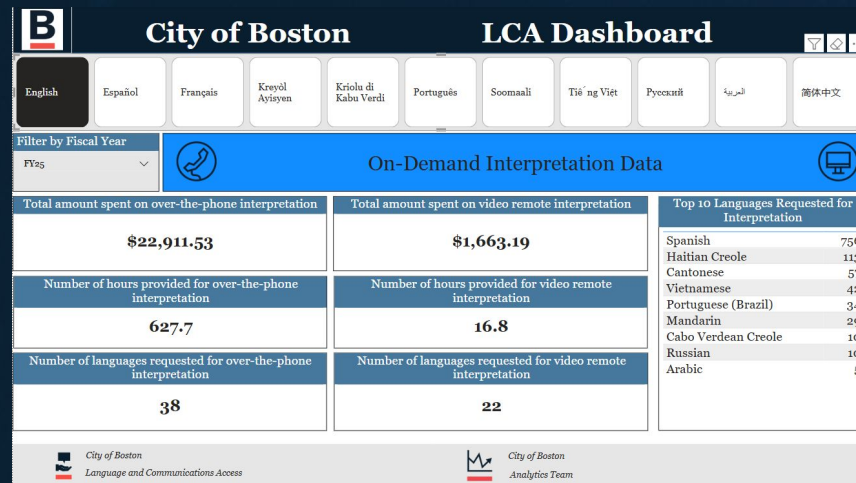 B
City of Boston
LCA Dashboard
English
Español
Français
Kreyòl
Ayisyen
Kriolu di
Kabu Verdi
Português
Soomaali
Tiếng Việt
Русский
العربية
简体中文
Filter by Fiscal Year
FY25
On-Demand Interpretation Data
Total amount spent on over-the-phone interpretation
$22,911.53
Total amount spent on video remote interpretation
$1,663.19
Number of hours provided for over-the-phone
interpretation
627.7
Number of hours provided for video remote
interpretation
16.8
Number of languages requested for over-the-phone
interpretation
38
Number of languages requested for video remote
interpretation
22
Top 10 Languages Requested for
Interpretation
Spanish
Haitian Creole
Cantonese
Vietnamese
Portuguese (Brazil)
Mandarin
Cabo Verdean Creole
Russian
Arabic
City of Boston
Language and Communications Access
City of Boston
Analytics Team